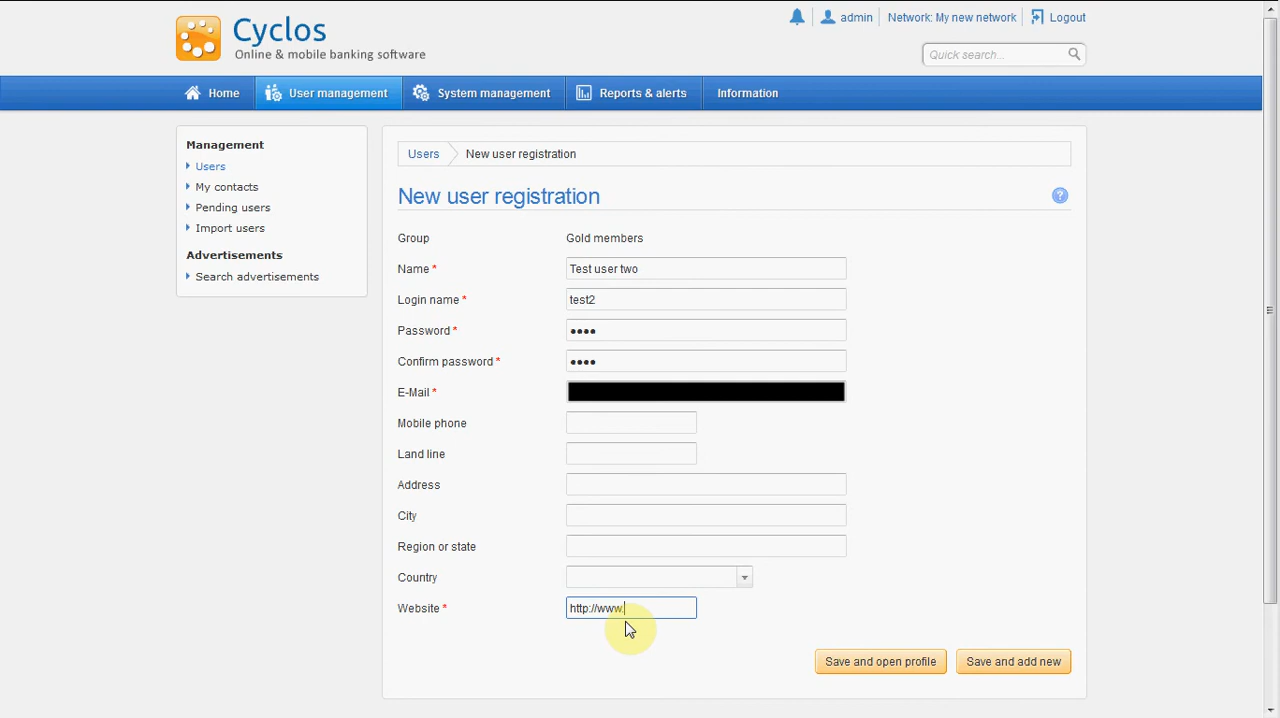 Cyclos
Online & mobile banking software
admin
Network: My new network
Logout
Quick search...
Home
User management
System management
Reports & alerts
Information
Management
Users
My contacts
Pending users
Import users
Advertisements
Search advertisements
Users
New user registration
New user registration
?
Group Gold members
Name * Test user two
Login name * test2
Password * ●●●●
Confirm password * ●●●●
E-Mail *
Mobile phone
Land line
Address
City
Region or state
Country
Website * http://www.
Save and open profile
Save and add new